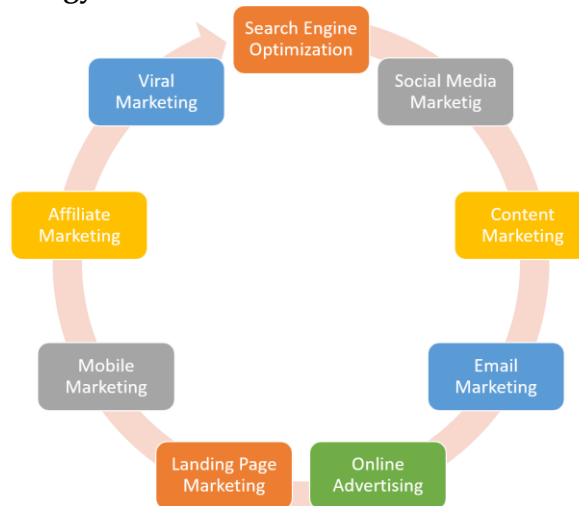 Search Engine
Optimization
Social Media
Marketig
Content
Marketing
Email
Marketing
Online
Advertising
Landing Page
Marketing
Mobile
Marketing
Affiliate
Marketing
Viral
Marketing